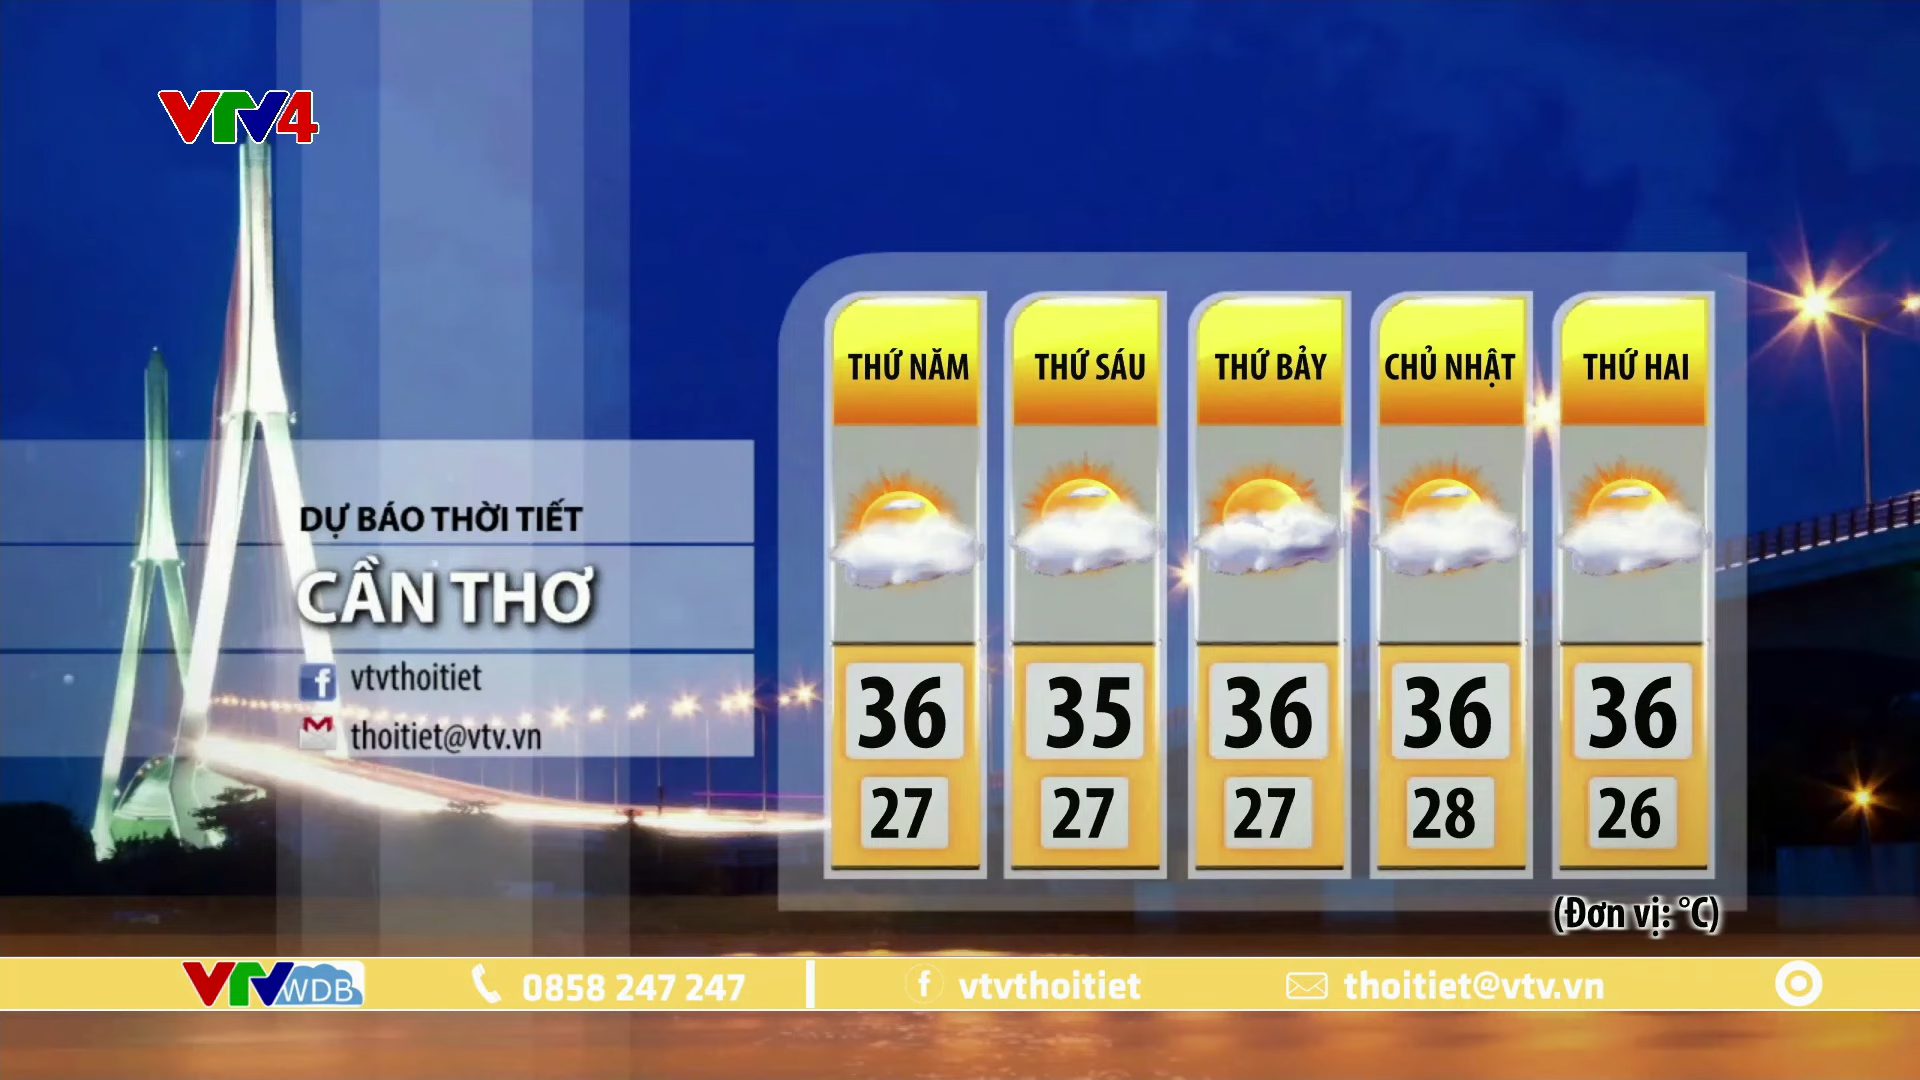 VTV4
DỰ BÁO THỜI TIẾT
CẦN THƠ
vtvthoitiet
thoitiet@vtv.vn
THỨ NĂM THỨ SÁU THỨ BẢY CHỦ NHẬT THỨ HAI
36 35 36 36 36
27 27 27 28 26
(Đơn vị: °C)
VTV WDB 0858 247 247 vtvthoitiet thoitiet@vtv.vn